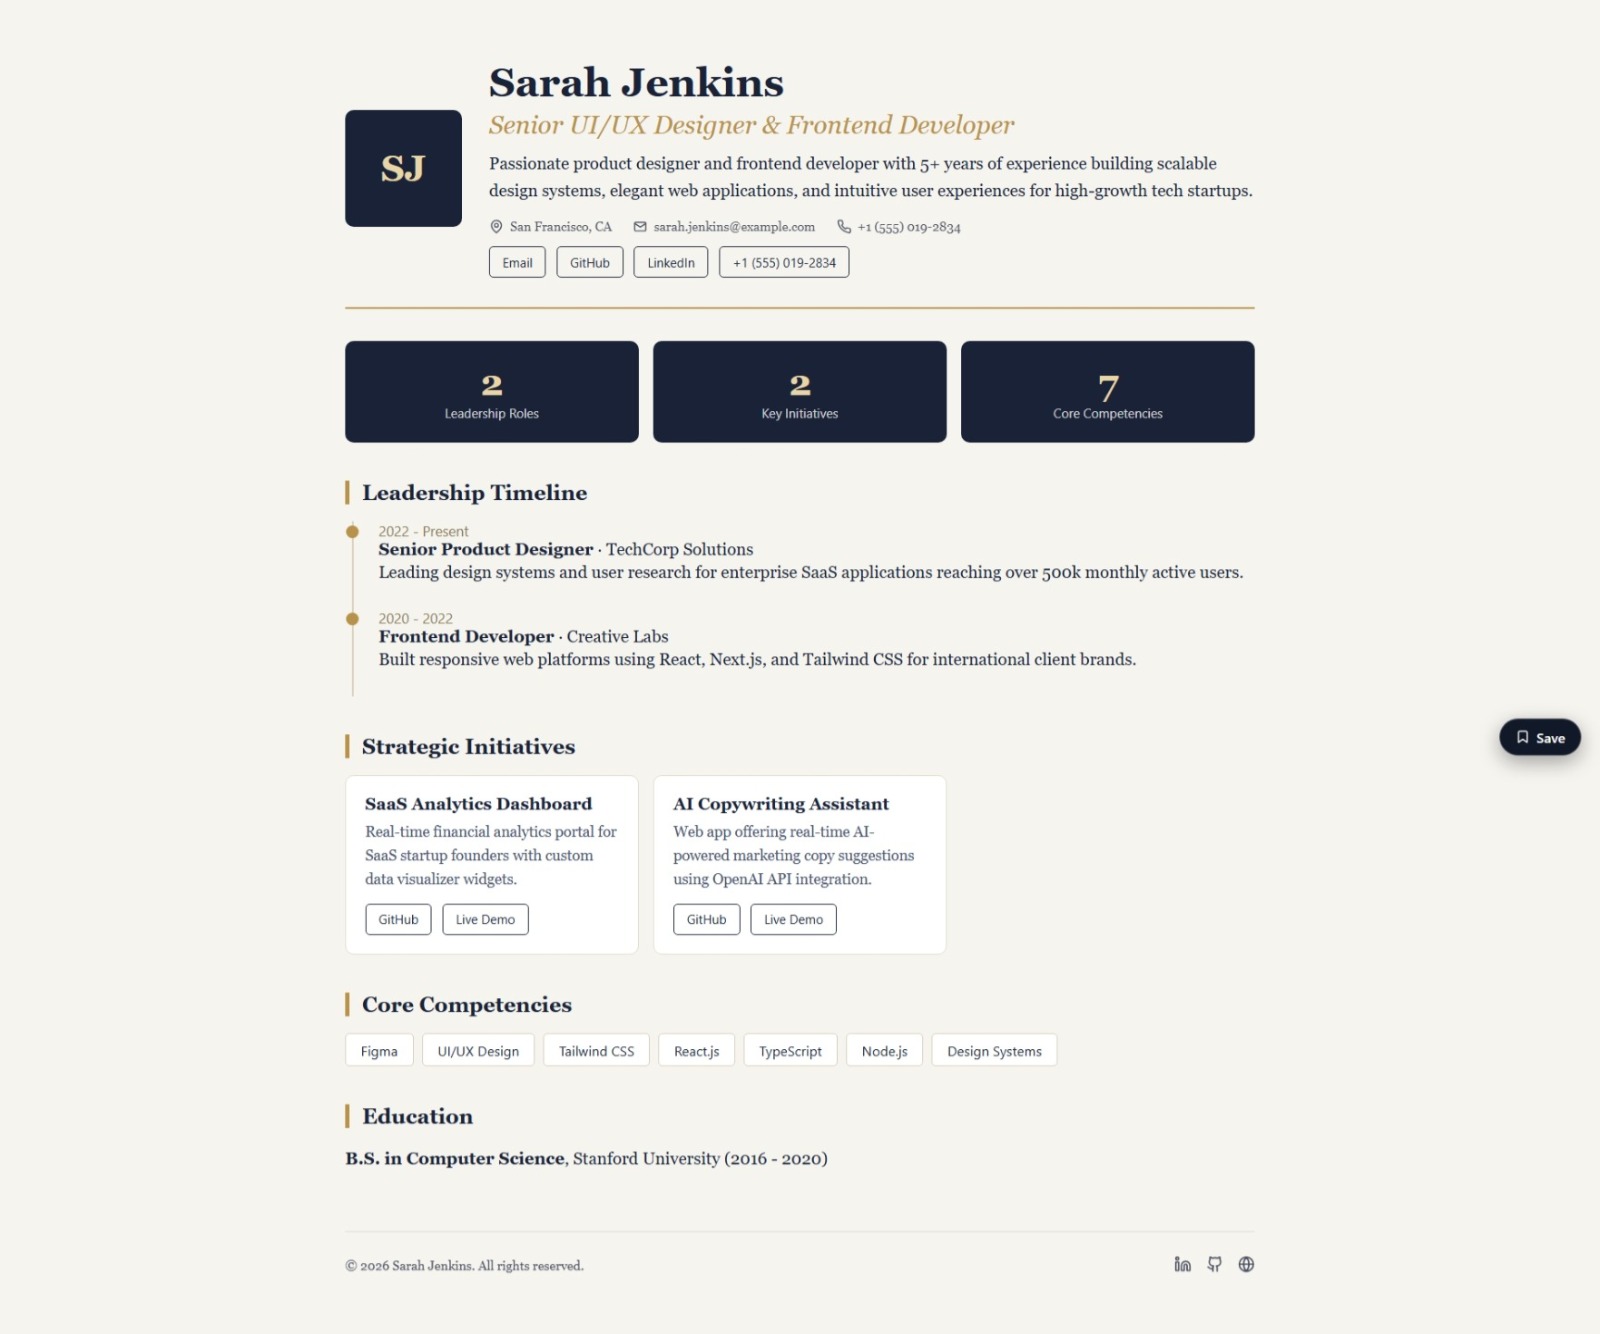 Sarah Jenkins
SJ
Senior UI/UX Designer & Frontend Developer
Passionate product designer and frontend developer with 5+ years of experience building scalable
design systems, elegant web applications, and intuitive user experiences for high-growth tech startups.
San Francisco, CA sarah.jenkins@example.com +1 (555) 019-2834
Email GitHub LinkedIn +1 (555) 019-2834
2
Leadership Roles
2
Key Initiatives
7
Core Competencies
Leadership Timeline
2022 - Present
Senior Product Designer · TechCorp Solutions
Leading design systems and user research for enterprise SaaS applications reaching over 500k monthly active users.
2020 - 2022
Frontend Developer · Creative Labs
Built responsive web platforms using React, Next.js, and Tailwind CSS for international client brands.
Save
Strategic Initiatives
SaaS Analytics Dashboard
Real-time financial analytics portal for
SaaS startup founders with custom
data visualizer widgets.
GitHub Live Demo
AI Copywriting Assistant
Web app offering real-time AI-
powered marketing copy suggestions
using OpenAI API integration.
GitHub Live Demo
Core Competencies
Figma UI/UX Design Tailwind CSS React.js TypeScript Node.js Design Systems
Education
B.S. in Computer Science, Stanford University (2016 - 2020)
© 2026 Sarah Jenkins. All rights reserved.